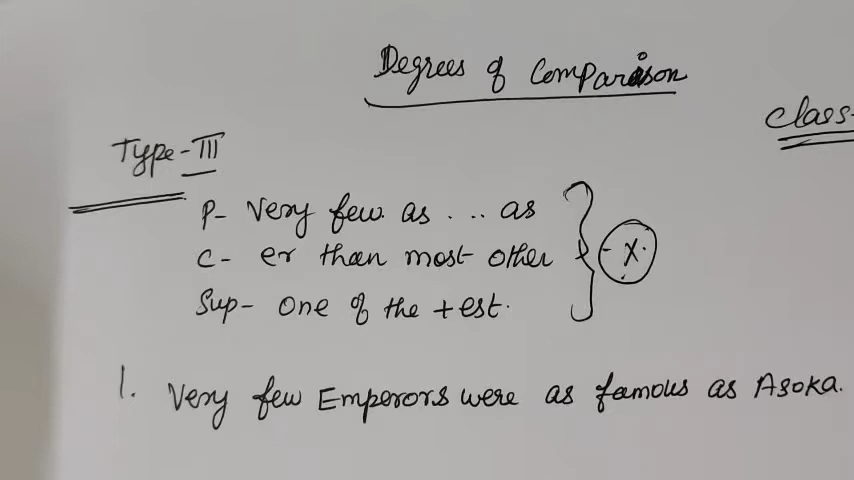 Degrees of Comparison
Class-
Type-III
P- Very few as ... as
C- er than most other
Sup- One of the + est.
-X.
1. Very few Emperors were as famous as Asoka.